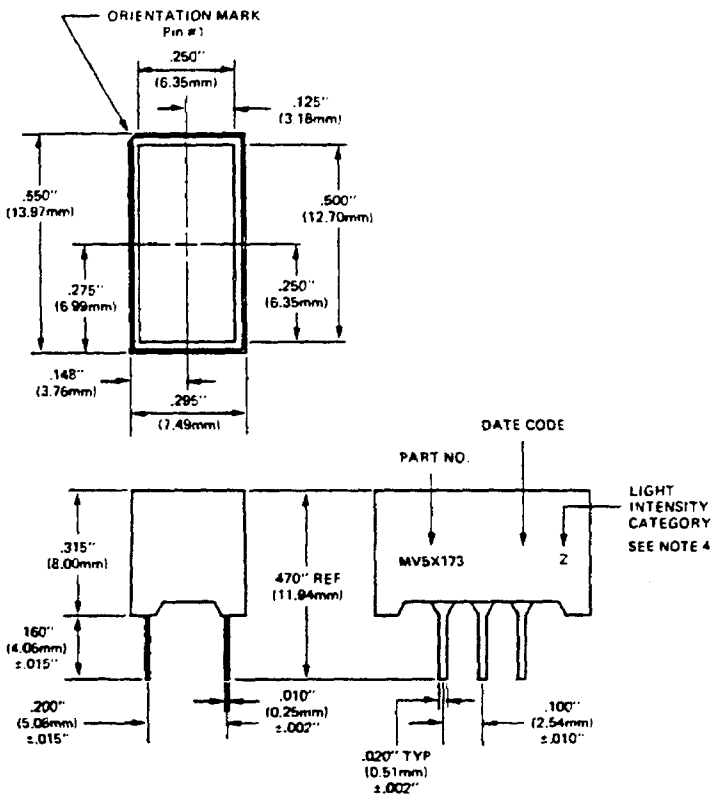 ORIENTATION MARK
Pin #1
.250"
(6.35mm)
.125"
(3.18mm)
.550"
(13.97mm)
.500"
(12.70mm)
.275"
(6.99mm)
.250"
(6.35mm)
.148"
(3.76mm)
.295"
(7.49mm)
DATE CODE
PART NO.
LIGHT
INTENSITY
CATEGORY
SEE NOTE 4
.315"
(8.00mm)
.470" REF
(11.94mm)
MV5X173
Z
.160"
(4.06mm)
±.015"
.200"
(5.08mm)
±.015"
.010"
(0.25mm)
±.002"
.020" TYP
(0.51mm)
±.002"
.100"
(2.54mm)
±.010"